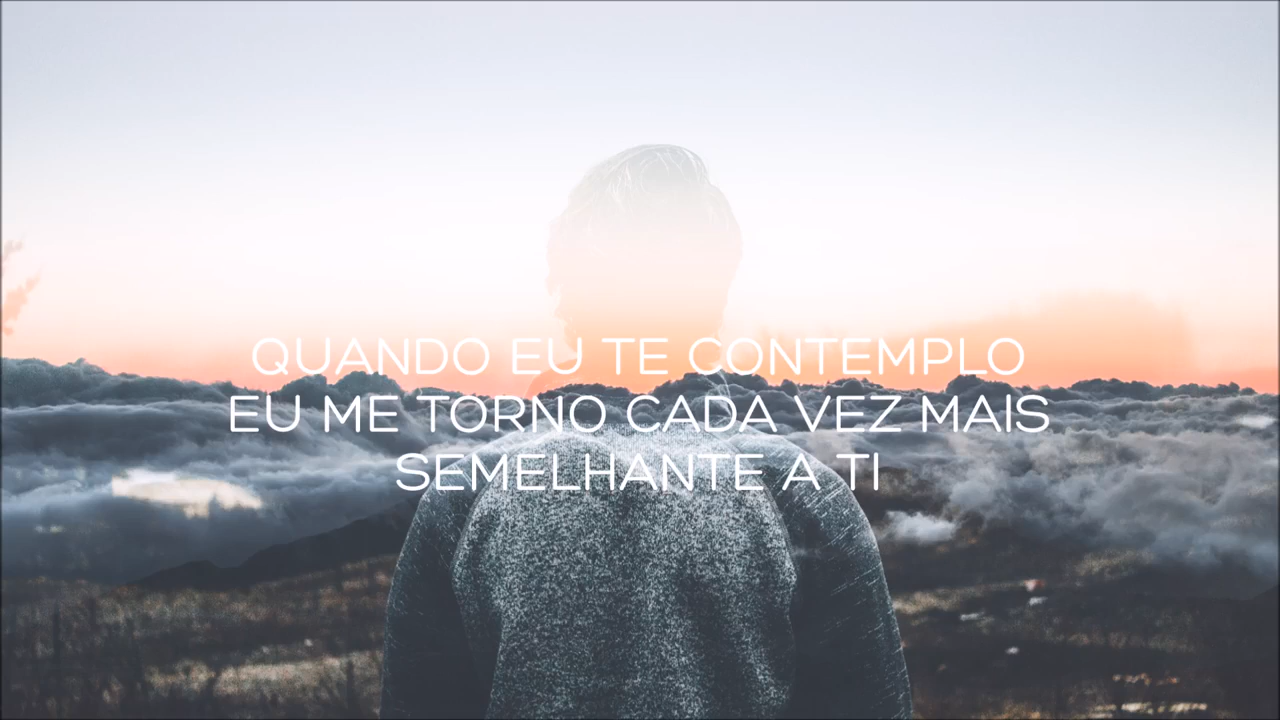 QUANDO EU TE CONTEMPLO
EU ME TORNO CADA VEZ MAIS
SEMELHANTE A TI